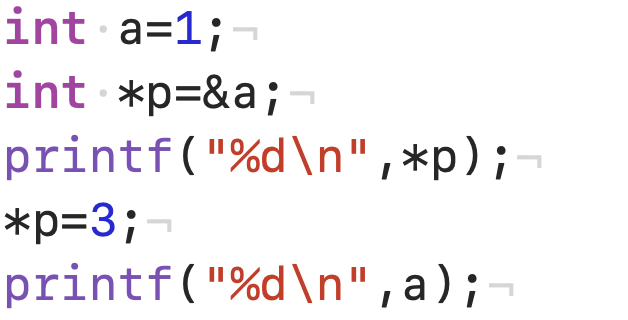 int a=1;
int *p=&a;
printf("%d\n",*p);
*p=3;
printf("%d\n",a);